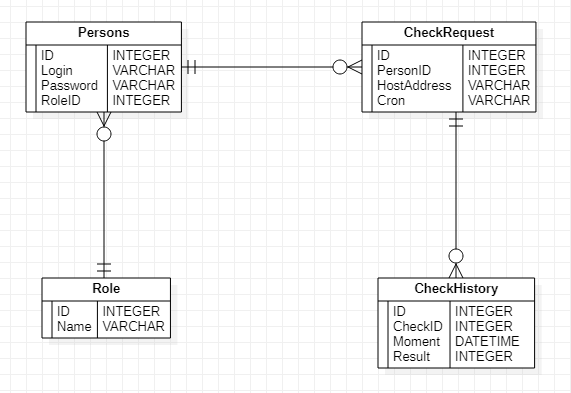 Persons
ID INTEGER
Login VARCHAR
Password VARCHAR
RoleID INTEGER
CheckRequest
ID INTEGER
PersonID INTEGER
HostAddress VARCHAR
Cron VARCHAR
Role
ID INTEGER
Name VARCHAR
CheckHistory
ID INTEGER
CheckID INTEGER
Moment DATETIME
Result INTEGER